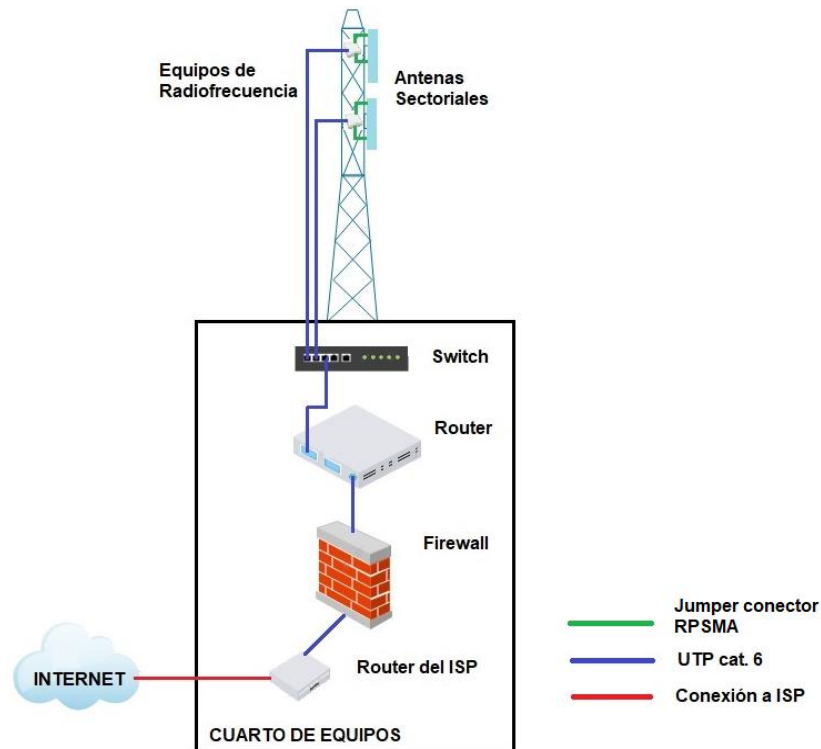 Equipos de
Radiofrecuencia
Antenas
Sectoriales
Switch
Router
Firewall
Router del ISP
INTERNET
CUARTO DE EQUIPOS
Jumper conector
RPSMA
UTP cat. 6
Conexión a ISP